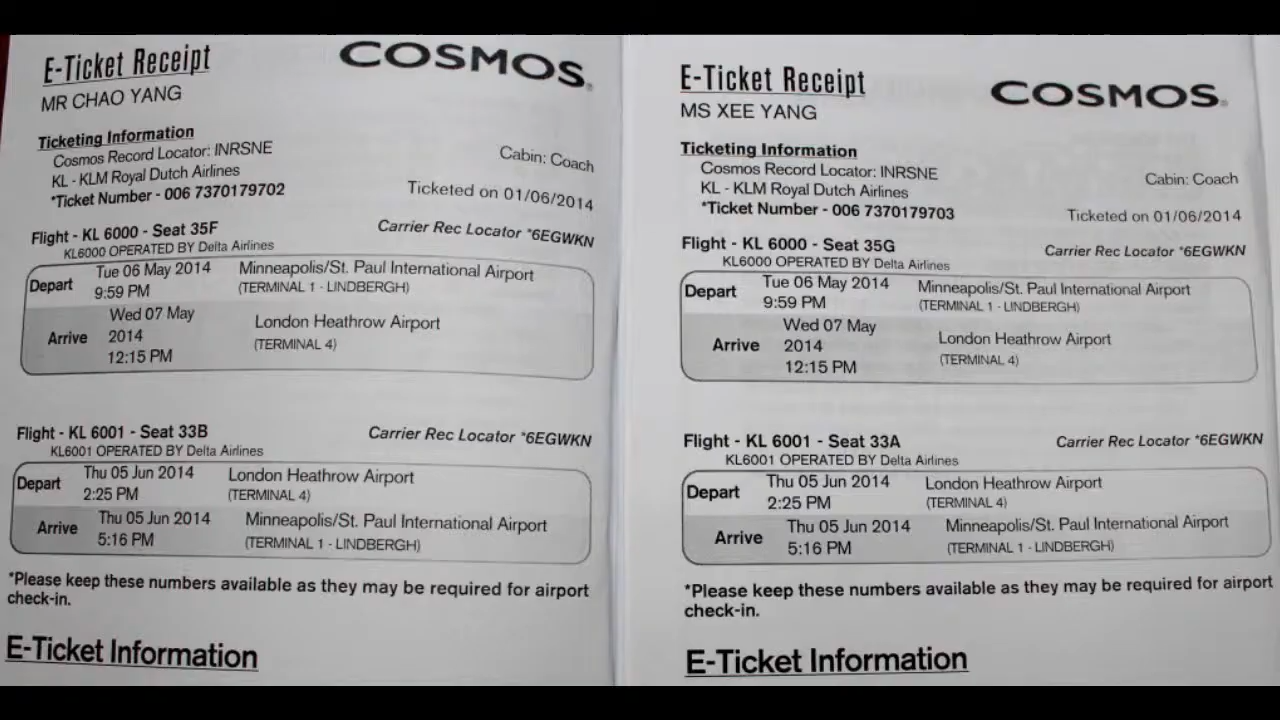 E-Ticket Receipt
COSMOS®
MR CHAO YANG
Ticketing Information
Cosmos Record Locator: INRSNE
Cabin: Coach
KL - KLM Royal Dutch Airlines
*Ticket Number - 006 7370179702
Ticketed on 01/06/2014
Flight - KL 6000 - Seat 35F
Carrier Rec Locator *6EGWKN
KL6000 OPERATED BY Delta Airlines
Depart
Tue 06 May 2014
9:59 PM
Minneapolis/St. Paul International Airport
(TERMINAL 1 - LINDBERGH)
Arrive
Wed 07 May
2014
12:15 PM
London Heathrow Airport
(TERMINAL 4)
Flight - KL 6001 - Seat 33B
Carrier Rec Locator *6EGWKN
KL6001 OPERATED BY Delta Airlines
Depart
Thu 05 Jun 2014
2:25 PM
London Heathrow Airport
(TERMINAL 4)
Arrive
Thu 05 Jun 2014
5:16 PM
Minneapolis/St. Paul International Airport
(TERMINAL 1 - LINDBERGH)
*Please keep these numbers available as they may be required for airport
check-in.
E-Ticket Information
E-Ticket Receipt
COSMOS®
MS XEE YANG
Ticketing Information
Cosmos Record Locator: INRSNE
Cabin: Coach
KL - KLM Royal Dutch Airlines
*Ticket Number - 006 7370179703
Ticketed on 01/06/2014
Flight - KL 6000 - Seat 35G
Carrier Rec Locator *6EGWKN
KL6000 OPERATED BY Delta Airlines
Depart
Tue 06 May 2014
9:59 PM
Minneapolis/St. Paul International Airport
(TERMINAL 1 - LINDBERGH)
Arrive
Wed 07 May
2014
12:15 PM
London Heathrow Airport
(TERMINAL 4)
Flight - KL 6001 - Seat 33A
Carrier Rec Locator *6EGWKN
KL6001 OPERATED BY Delta Airlines
Depart
Thu 05 Jun 2014
2:25 PM
London Heathrow Airport
(TERMINAL 4)
Arrive
Thu 05 Jun 2014
5:16 PM
Minneapolis/St. Paul International Airport
(TERMINAL 1 - LINDBERGH)
*Please keep these numbers available as they may be required for airport
check-in.
E-Ticket Information